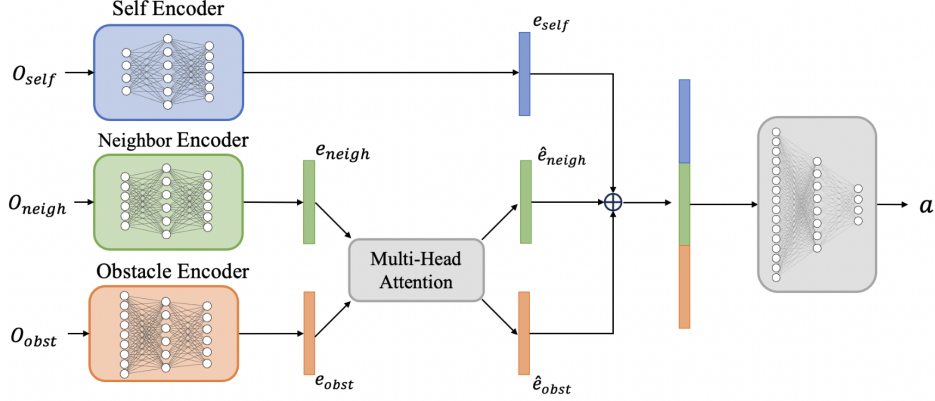 Self Encoder
e_self
O_self
Neighbor Encoder
e_neigh
ê_neigh
O_neigh
a
Multi-Head
Attention
Obstacle Encoder
O_obst
e_obst
ê_obst